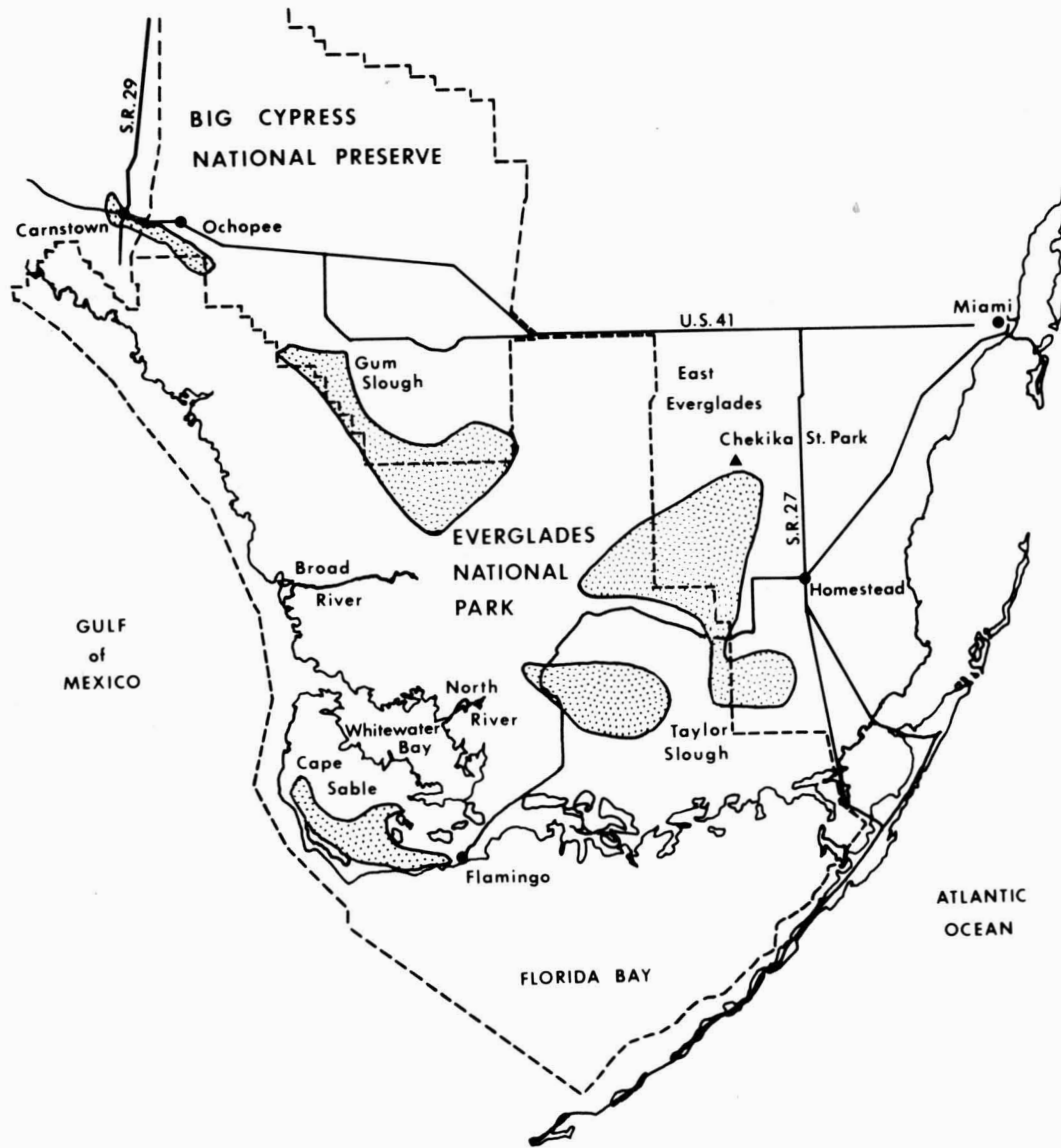 S.R. 29
BIG CYPRESS
NATIONAL PRESERVE
Carnstown
Ochopee
Miami
U.S. 41
Gum
Slough
East
Everglades
Chekika St. Park
S.R. 27
EVERGLADES
NATIONAL
PARK
Broad
River
Homestead
GULF
of
MEXICO
North
River
Whitewater
Bay
Taylor
Slough
Cape
Sable
Flamingo
ATLANTIC
OCEAN
FLORIDA BAY